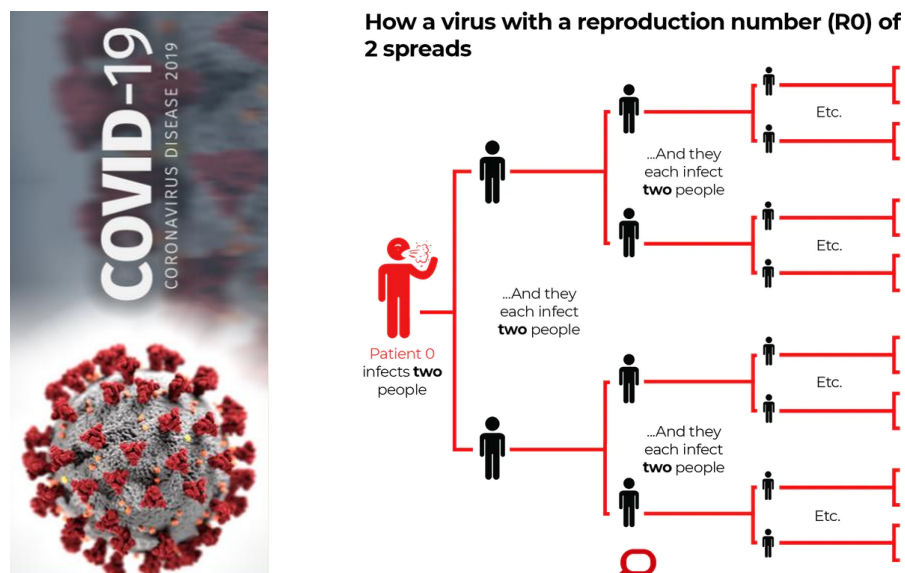 COVID-19
CORONAVIRUS DISEASE 2019
How a virus with a reproduction number (R0) of
2 spreads
Etc.
...And they
each infect
two people
Etc.
...And they
each infect
two people
Patient 0
infects two
people
Etc.
...And they
each infect
two people
Etc.